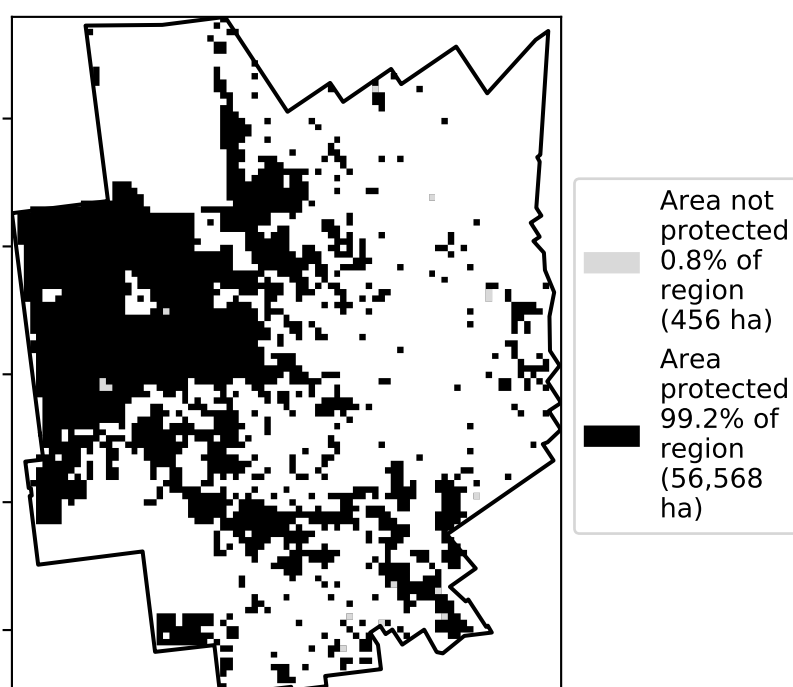 Area not
protected
0.8% of
region
(456 ha)
Area
protected
99.2% of
region
(56,568
ha)